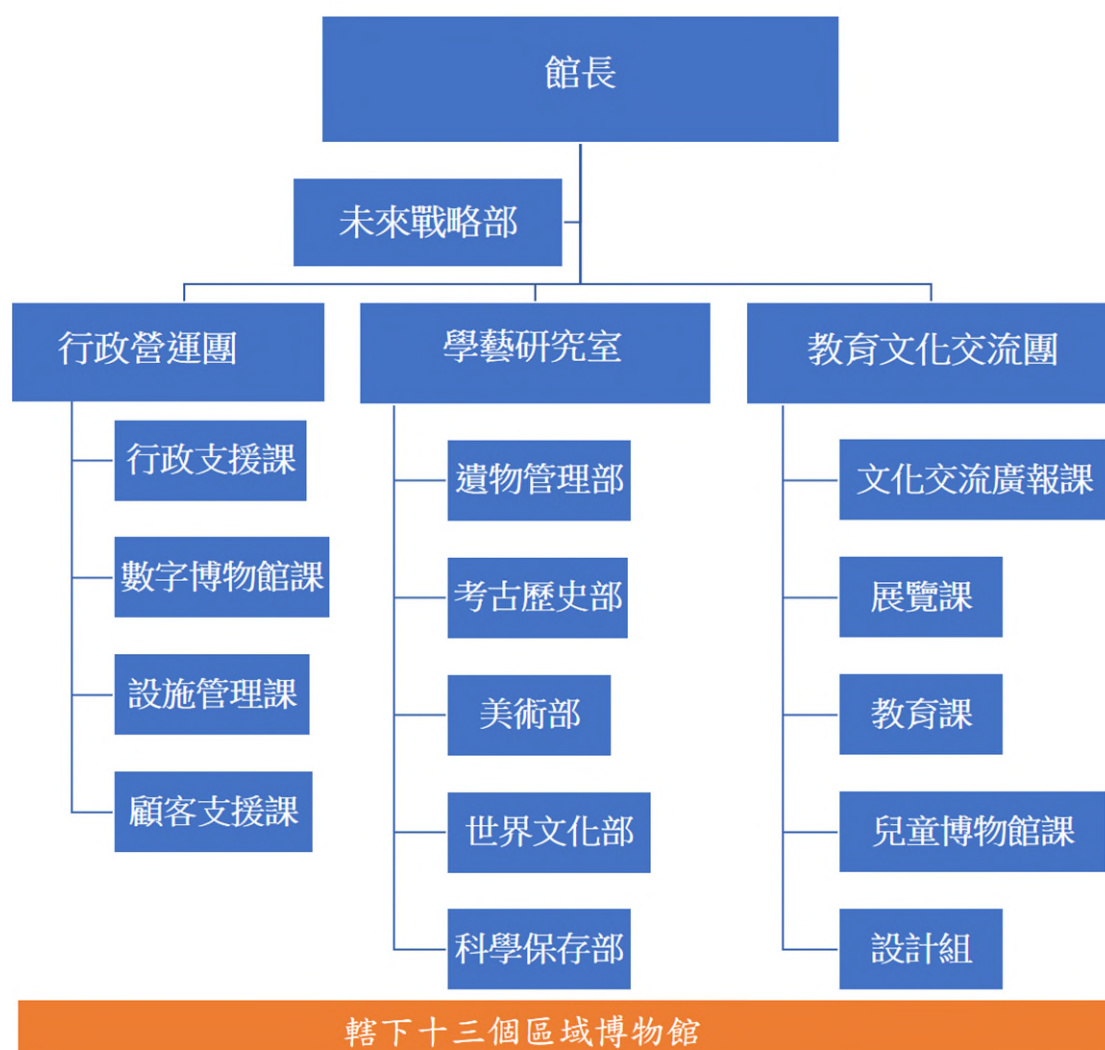 館長
未來戰略部
行政營運團
行政支援課
數字博物館課
設施管理課
顧客支援課
學藝研究室
遺物管理部
考古歷史部
美術部
世界文化部
科學保存部
教育文化交流團
文化交流廣報課
展覽課
教育課
兒童博物館課
設計組
轄下十三個區域博物館